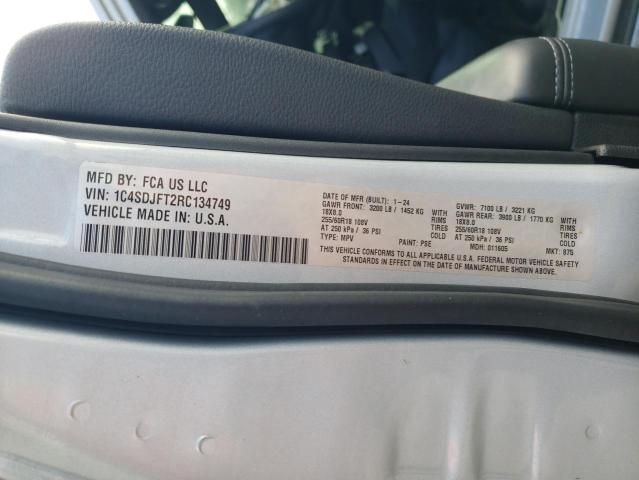 MFD BY: FCA US LLC
VIN: 1C4SDJFT2RC134749
VEHICLE MADE IN U.S.A.
DATE OF MFR (BUILT): 1-24 GVWR: 7100 LB / 3221 KG
GAWR FRONT: 3200 LB / 1452 KG WITH GAWR REAR: 3900 LB / 1770 KG WITH
18X8.0 RIMS 18X8.0 RIMS
255/60R18 108V TIRES 255/60R18 108V TIRES
AT 250 kPa / 36 PSI COLD AT 250 kPa / 36 PSI COLD
TYPE: MPV PAINT: PSE MDH: 011605 MKT: 875
THIS VEHICLE CONFORMS TO ALL APPLICABLE U.S.A. FEDERAL MOTOR VEHICLE SAFETY
STANDARDS IN EFFECT ON THE DATE OF MANUFACTURE SHOWN ABOVE.